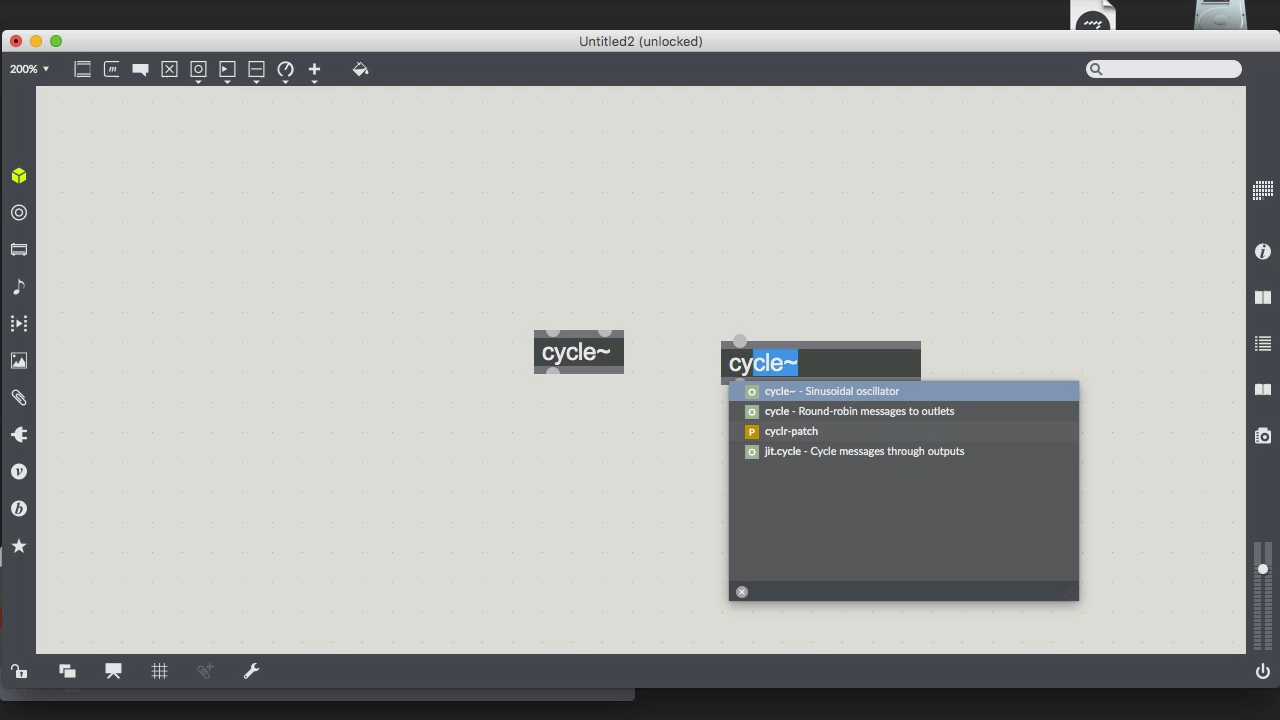 Untitled2 (unlocked)
200%
cycle~
cycle~
O cycle~ - Sinusoidal oscillator
O cycle - Round-robin messages to outlets
P cyclr-patch
O jit.cycle - Cycle messages through outputs